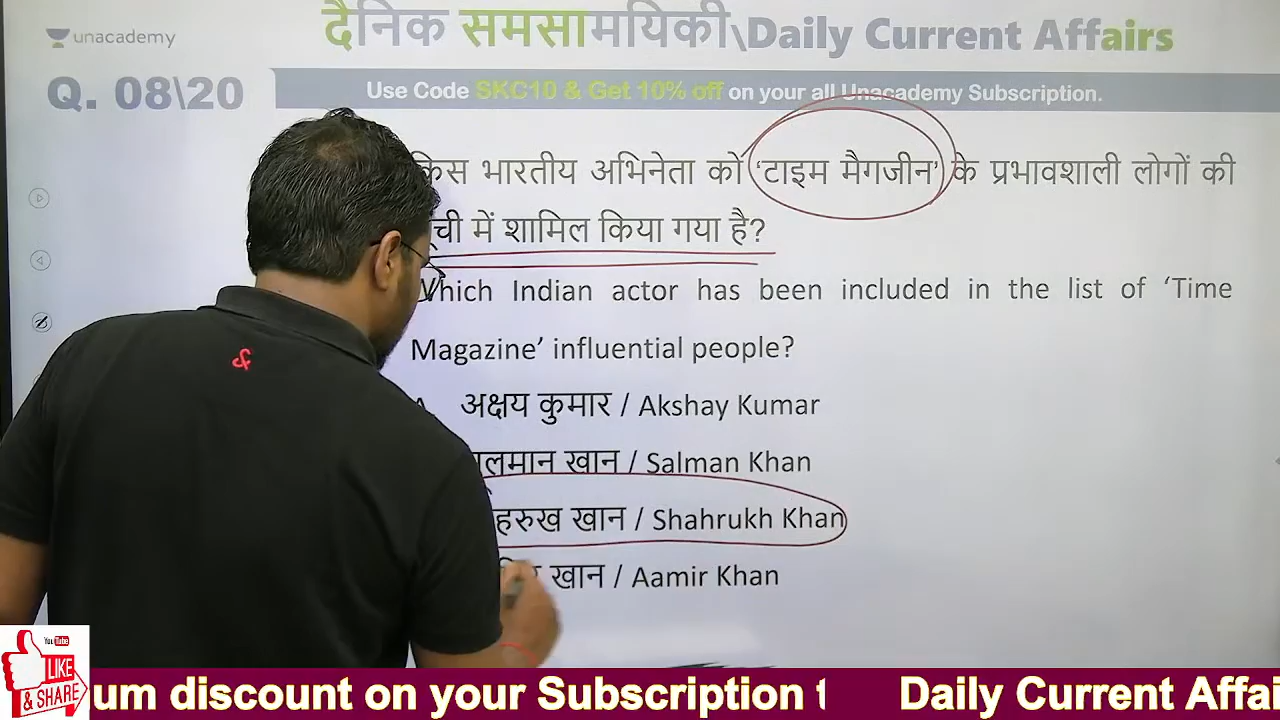 unacademy
दैनिक समसामयिकी\Daily Current Affairs
Q. 08\20
Use Code SKC10 & Get 10% off on your all Unacademy Subscription.
किस भारतीय अभिनेता को 'टाइम मैगजीन' के प्रभावशाली लोगों की
में शामिल किया गया है?
Which Indian actor has been included in the list of 'Time
Magazine' influential people?
अक्षय कुमार / Akshay Kumar
खान / Salman Khan
खान / Shahrukh Khan
खान / Aamir Khan
YouTube
LIKE
& SHARE
um discount on your Subscription
Daily Current Affai